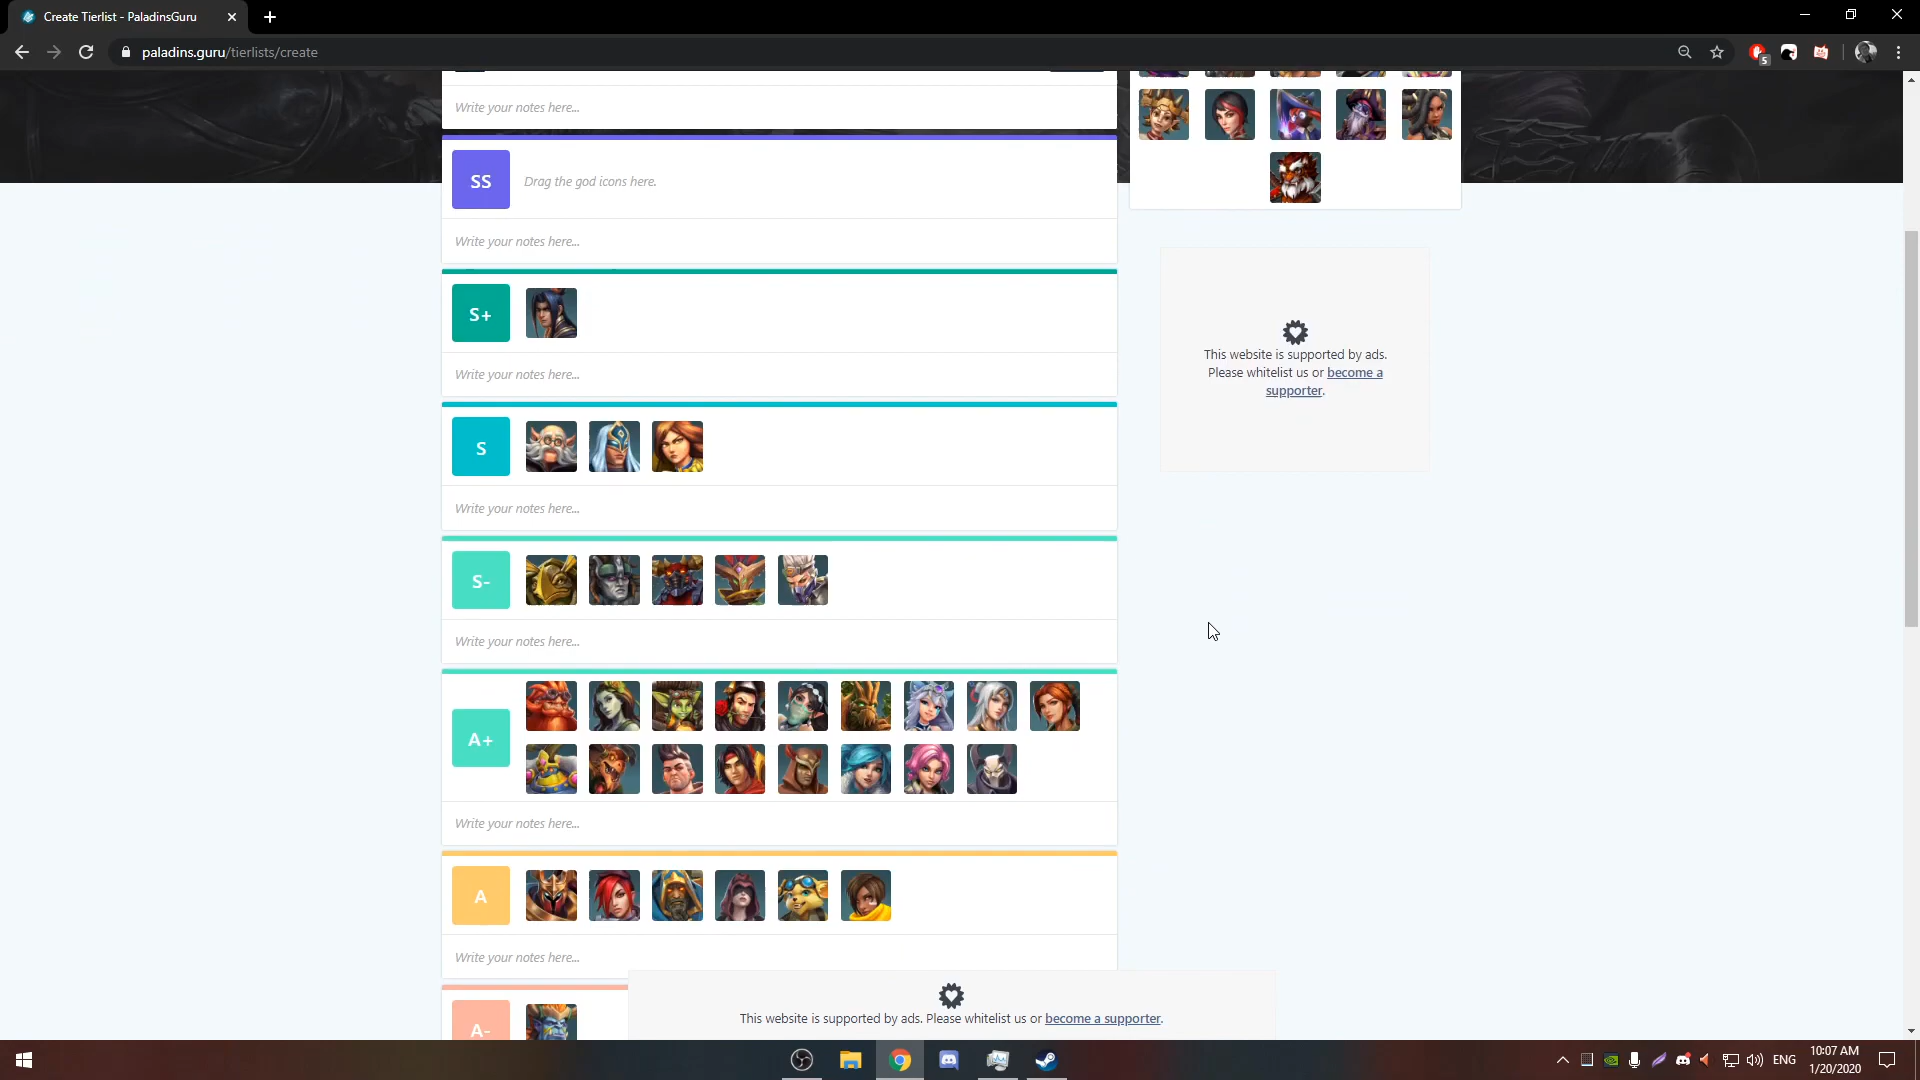 Create Tierlist - PaladinsGuru
paladins.guru/tierlists/create
5
Write your notes here...
SS
Drag the god icons here.
Write your notes here...
S+
Write your notes here...
This website is supported by ads.
Please whitelist us or become a
supporter.
S
Write your notes here...
S-
Write your notes here...
A+
Write your notes here...
A
Write your notes here...
A-
This website is supported by ads. Please whitelist us or become a supporter.
ENG
10:07 AM
1/20/2020